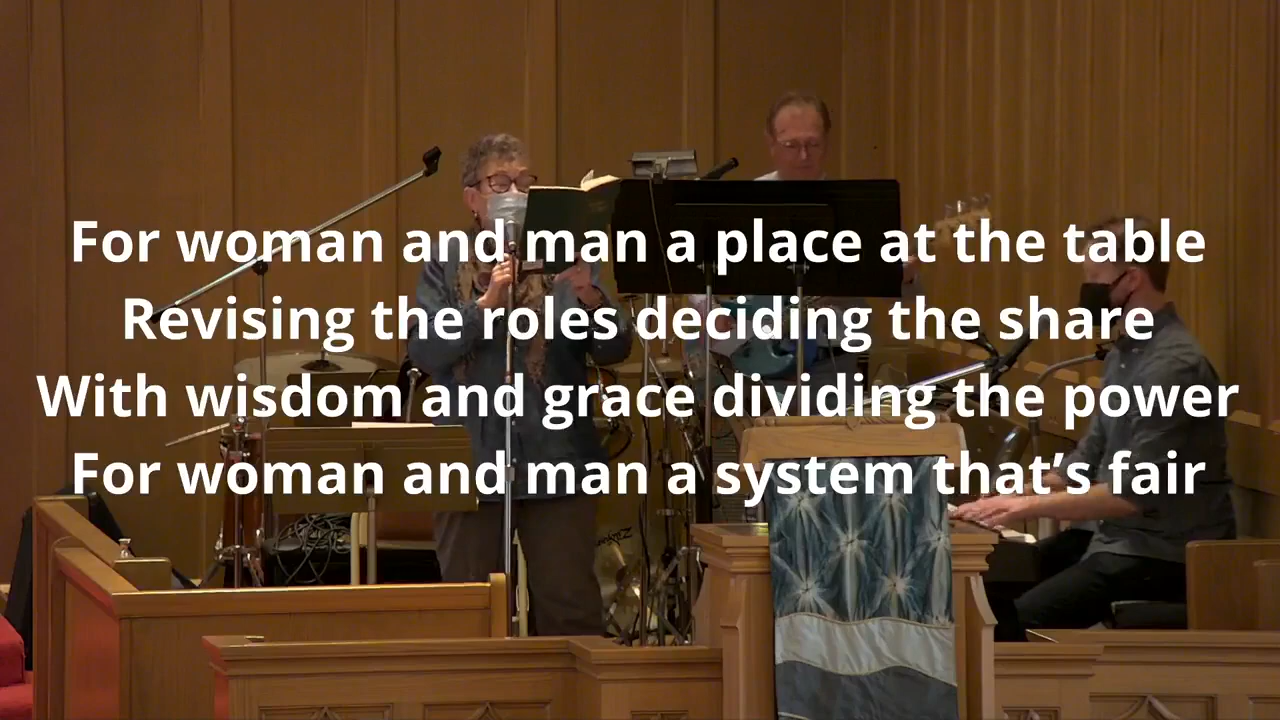 For woman and man a place at the table
Revising the roles deciding the share
With wisdom and grace dividing the power
For woman and man a system that’s fair